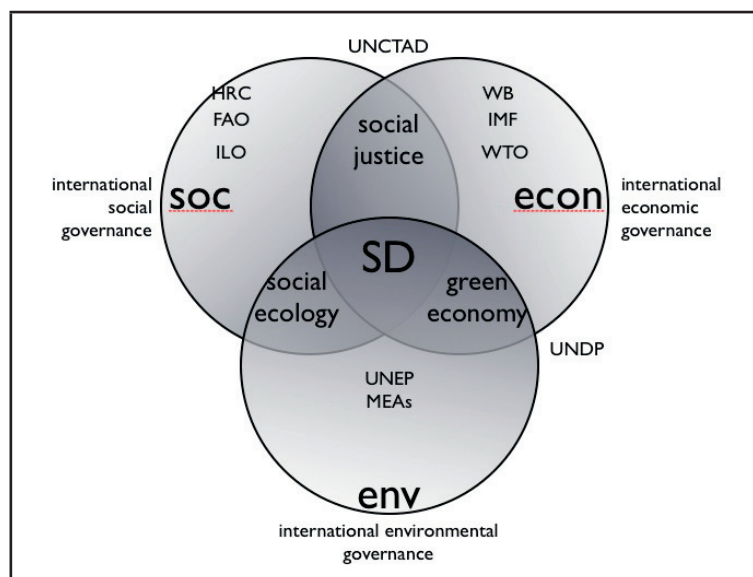 UNCTAD
HRC
FAO
ILO
WB
IMF
WTO
social
justice
international
social
governance
soc
econ
international
economic
governance
SD
social
ecology
green
economy
UNDP
UNEP
MEAs
env
international environmental
governance